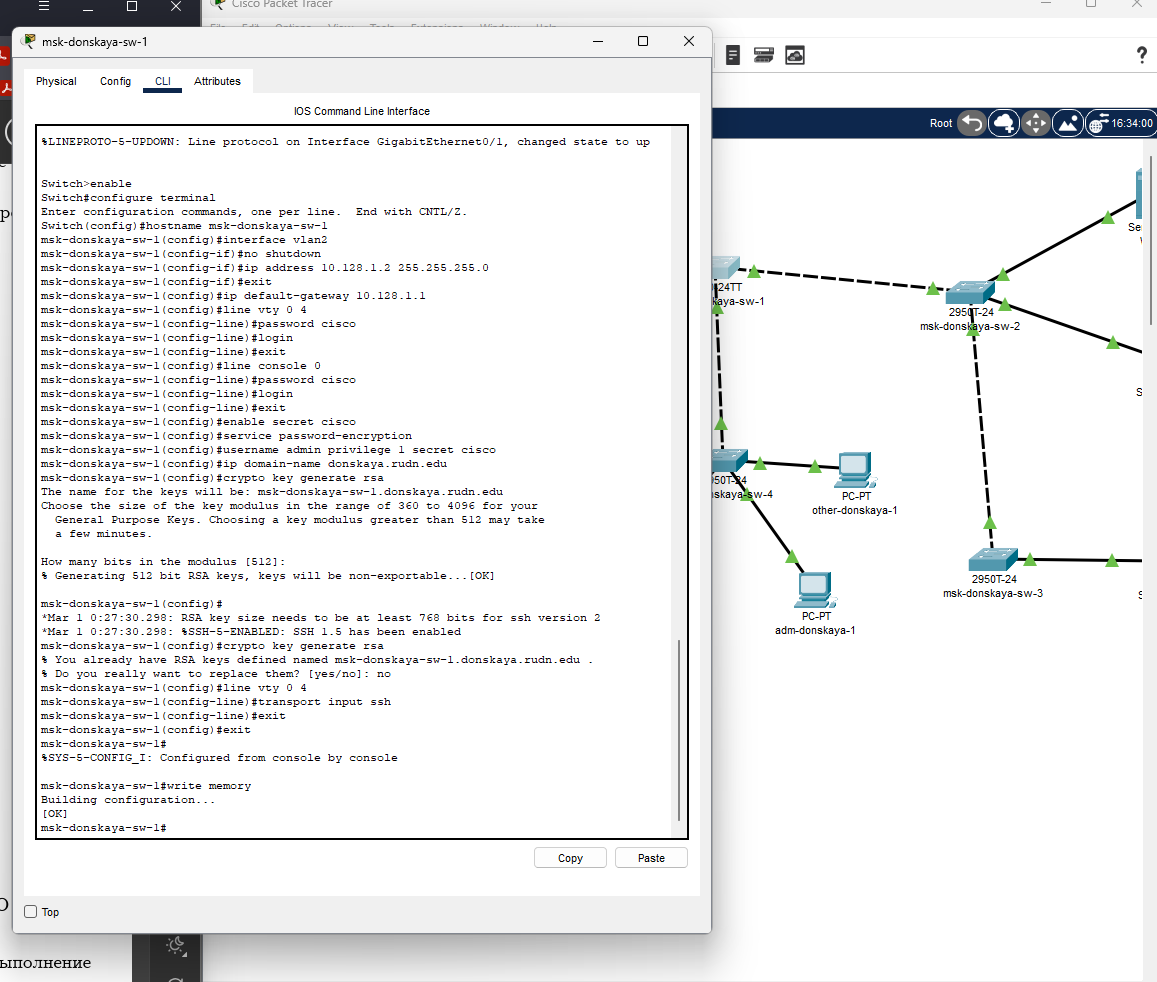 Cisco Packet Tracer
msk-donskaya-sw-1
Physical Config CLI Attributes
IOS Command Line Interface
%LINEPROTO-5-UPDOWN: Line protocol on Interface GigabitEthernet0/1, changed state to up
Switch>enable
Switch#configure terminal
Enter configuration commands, one per line.  End with CNTL/Z.
Switch(config)#hostname msk-donskaya-sw-1
msk-donskaya-sw-1(config)#interface vlan2
msk-donskaya-sw-1(config-if)#no shutdown
msk-donskaya-sw-1(config-if)#ip address 10.128.1.2 255.255.255.0
msk-donskaya-sw-1(config-if)#exit
msk-donskaya-sw-1(config)#ip default-gateway 10.128.1.1
msk-donskaya-sw-1(config)#line vty 0 4
msk-donskaya-sw-1(config-line)#password cisco
msk-donskaya-sw-1(config-line)#login
msk-donskaya-sw-1(config-line)#exit
msk-donskaya-sw-1(config)#line console 0
msk-donskaya-sw-1(config-line)#password cisco
msk-donskaya-sw-1(config-line)#login
msk-donskaya-sw-1(config-line)#exit
msk-donskaya-sw-1(config)#enable secret cisco
msk-donskaya-sw-1(config)#service password-encryption
msk-donskaya-sw-1(config)#username admin privilege 1 secret cisco
msk-donskaya-sw-1(config)#ip domain-name donskaya.rudn.edu
msk-donskaya-sw-1(config)#crypto key generate rsa
The name for the keys will be: msk-donskaya-sw-1.donskaya.rudn.edu
Choose the size of the key modulus in the range of 360 to 4096 for your
General Purpose Keys. Choosing a key modulus greater than 512 may take
a few minutes.
How many bits in the modulus [512]:
% Generating 512 bit RSA keys, keys will be non-exportable...[OK]
msk-donskaya-sw-1(config)#
*Mar 1 0:27:30.298: RSA key size needs to be at least 768 bits for ssh version 2
*Mar 1 0:27:30.298: %SSH-5-ENABLED: SSH 1.5 has been enabled
msk-donskaya-sw-1(config)#crypto key generate rsa
% You already have RSA keys defined named msk-donskaya-sw-1.donskaya.rudn.edu .
% Do you really want to replace them? [yes/no]: no
msk-donskaya-sw-1(config)#line vty 0 4
msk-donskaya-sw-1(config-line)#transport input ssh
msk-donskaya-sw-1(config-line)#exit
msk-donskaya-sw-1(config)#exit
msk-donskaya-sw-1#
%SYS-5-CONFIG_I: Configured from console by console
msk-donskaya-sw-1#write memory
Building configuration...
[OK]
msk-donskaya-sw-1#
Copy Paste
Top
ыполнение
Root
16:34:00
24TT
kaya-sw-1
2950T-24
msk-donskaya-sw-2
Se
50T-24
skaya-sw-4
PC-PT
other-donskaya-1
PC-PT
adm-donskaya-1
2950T-24
msk-donskaya-sw-3